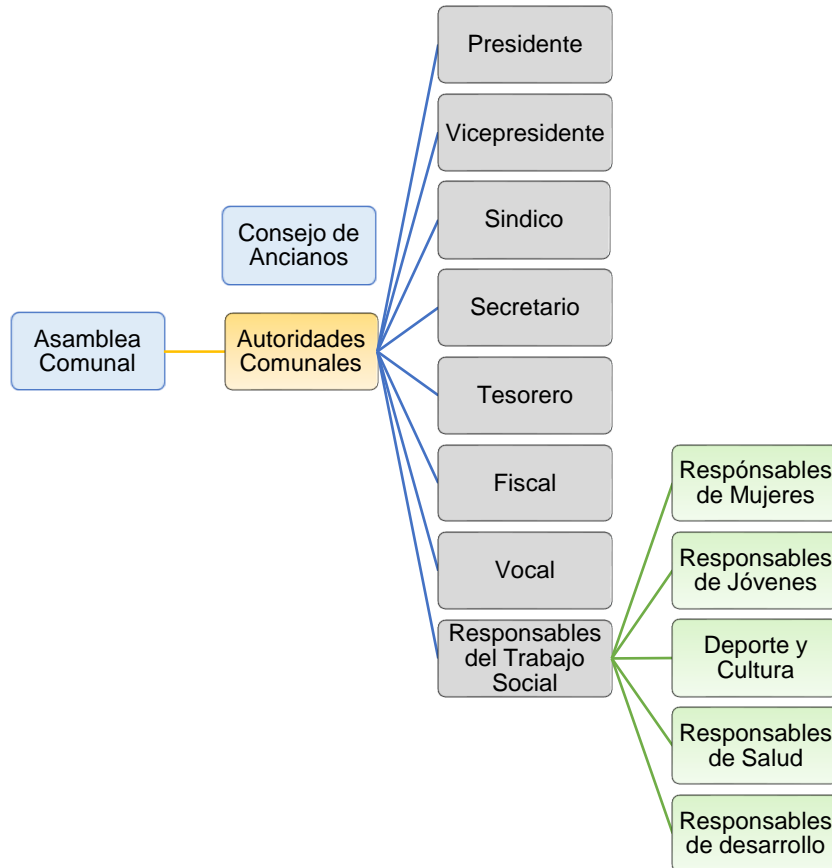 Presidente
Vicepresidente
Sindico
Consejo de
Ancianos
Secretario
Asamblea
Comunal
Autoridades
Comunales
Tesorero
Fiscal
Vocal
Responsables
del Trabajo
Social
Respónsables
de Mujeres
Responsables
de Jóvenes
Deporte y
Cultura
Responsables
de Salud
Responsables
de desarrollo